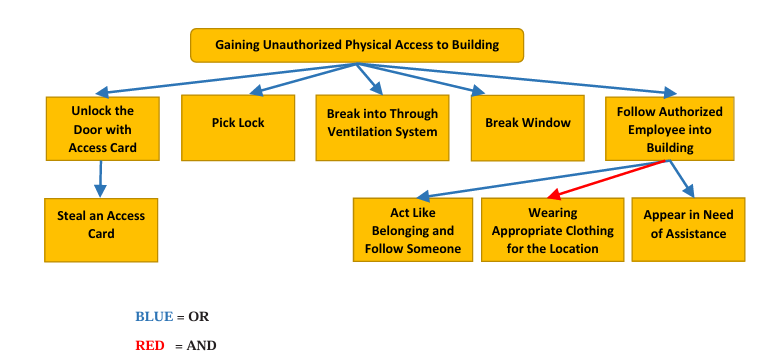 Gaining Unauthorized Physical Access to Building
Unlock the
Door with
Access Card
Pick Lock
Break into Through
Ventilation System
Break Window
Follow Authorized
Employee into
Building
Steal an Access
Card
Act Like
Belonging and
Follow Someone
Wearing
Appropriate Clothing
for the Location
Appear in Need
of Assistance
BLUE = OR
RED = AND